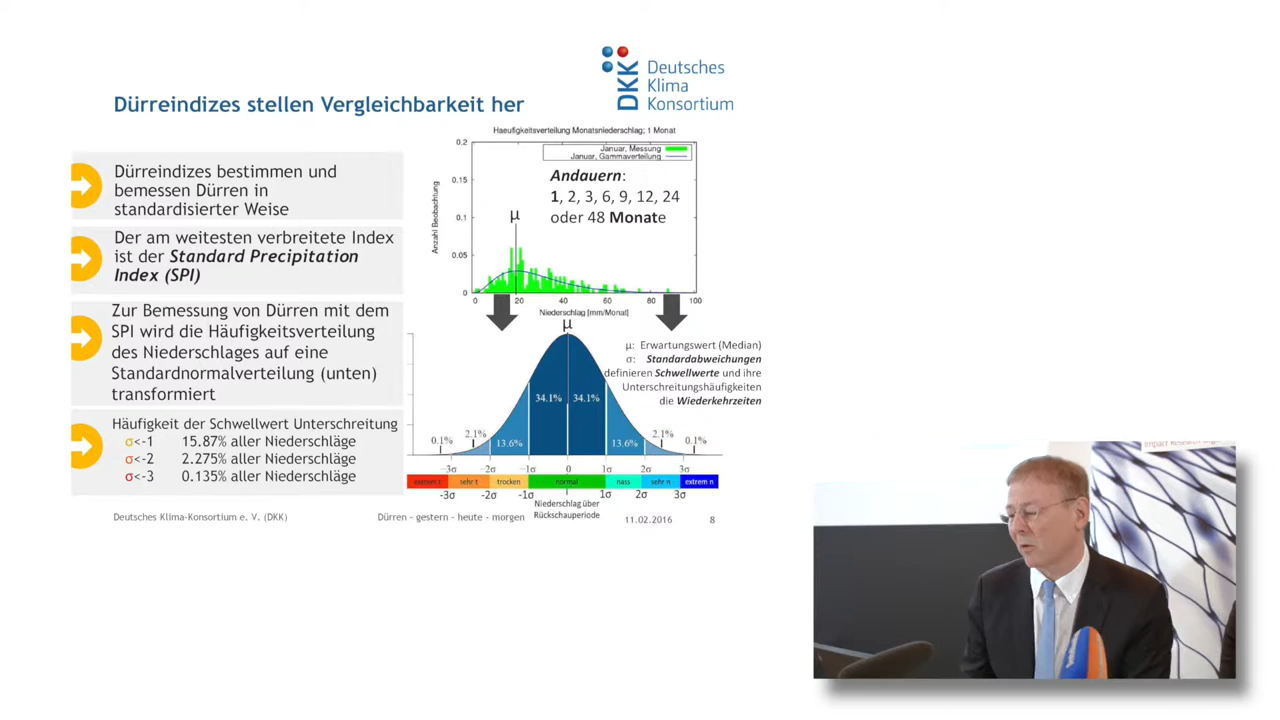 DKK Deutsches
Klima
Konsortium
Dürreindizes stellen Vergleichbarkeit her
Dürreindizes bestimmen und
bemessen Dürren in
standardisierter Weise
Der am weitesten verbreitete Index
ist der Standard Precipitation
Index (SPI)
Zur Bemessung von Dürren mit dem
SPI wird die Häufigkeitsverteilung
des Niederschlages auf eine
Standardnormalverteilung (unten)
transformiert
Häufigkeit der Schwellwert Unterschreitung
σ<-1 15.87% aller Niederschläge
σ<-2 2.275% aller Niederschläge
σ<-3 0.135% aller Niederschläge
Haeufigkeitsverteilung Monatsniederschlag; 1 Monat
Januar, Messung
Januar, Gammaverteilung
Andauern:
1, 2, 3, 6, 9, 12, 24
oder 48 Monate
Anzahl Beobachtung
0.2
0.15
0.1
0.05
0
μ
0 20 40 60 80 100
Niederschlag [mm/Monat]
μ
μ: Erwartungswert (Median)
σ: Standardabweichungen
definieren Schwellwerte und ihre
Unterschreitungshäufigkeiten
die Wiederkehrzeiten
34.1% 34.1%
0.1% 2.1% 13.6% 13.6% 2.1% 0.1%
−3σ −2σ −1σ 0 1σ 2σ 3σ
extrem t sehr t trocken normal nass sehr n extrem n
-3σ -2σ -1σ 0 1σ 2σ 3σ
Niederschlag über
Rückschauperiode
Deutsches Klima-Konsortium e. V. (DKK) Dürren – gestern - heute - morgen 11.02.2016 8